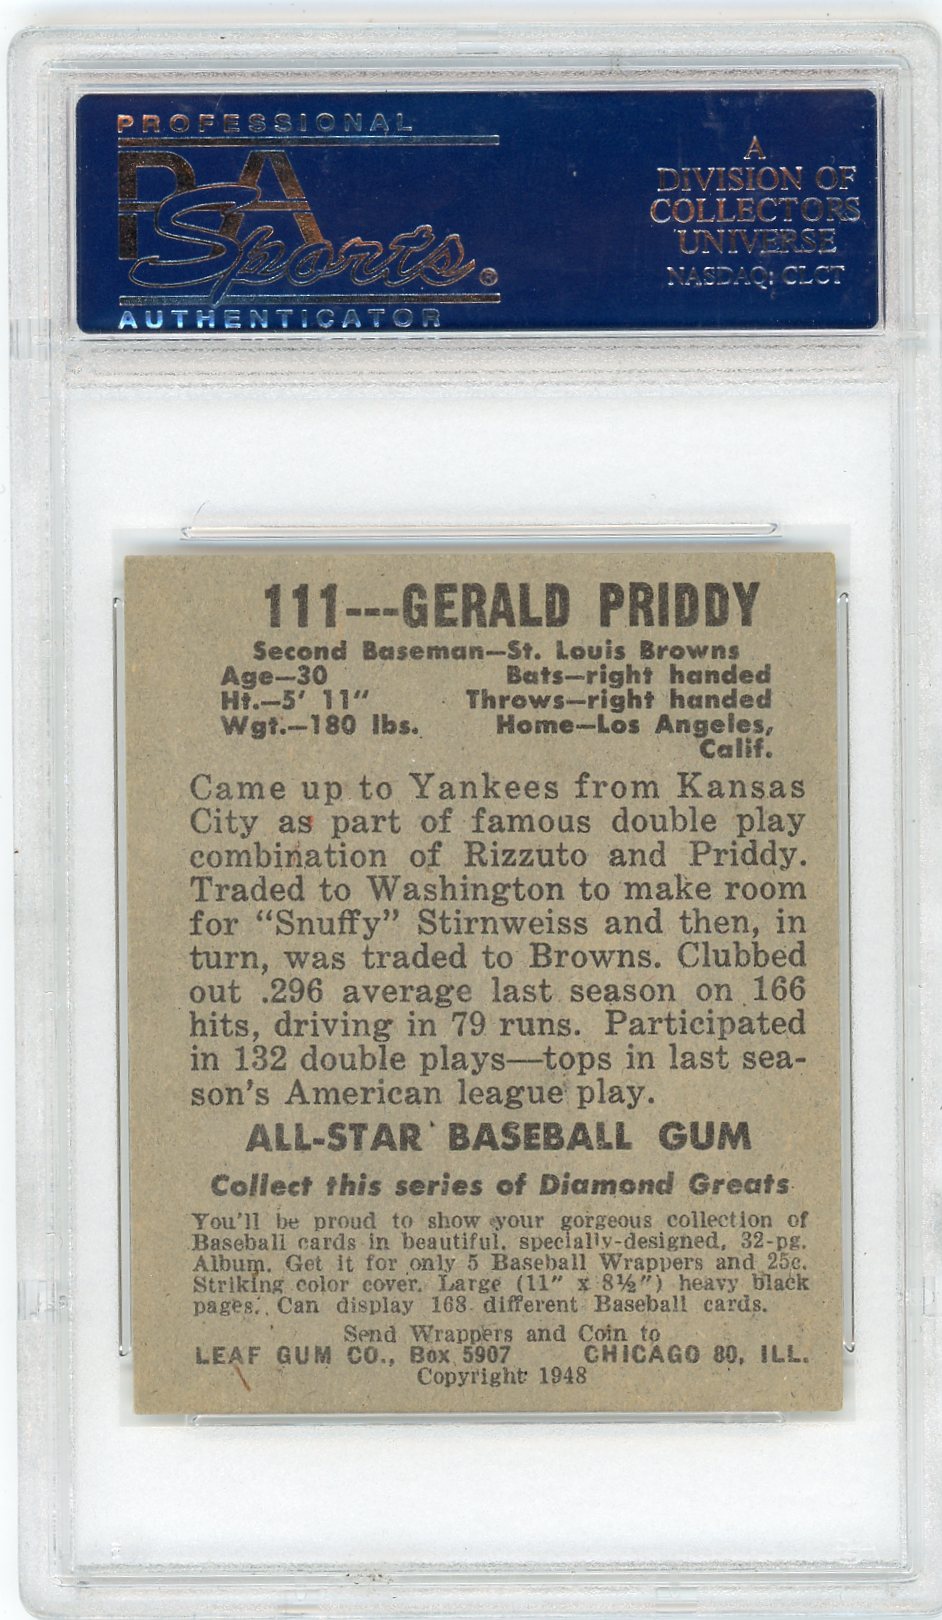 PROFESSIONAL
PSA
Sports®
AUTHENTICATOR
A
DIVISION OF
COLLECTORS
UNIVERSE
NASDAQ: CLCT
111---GERALD PRIDDY
Second Baseman—St. Louis Browns
Age—30 Bats—right handed
Ht.—5' 11" Throws—right handed
Wgt.—180 lbs. Home—Los Angeles,
Calif.
Came up to Yankees from Kansas
City as part of famous double play
combination of Rizzuto and Priddy.
Traded to Washington to make room
for “Snuffy” Stirnweiss and then, in
turn, was traded to Browns. Clubbed
out .296 average last season on 166
hits, driving in 79 runs. Participated
in 132 double plays—tops in last sea-
son's American league play.
ALL-STAR BASEBALL GUM
Collect this series of Diamond Greats
You'll be proud to show your gorgeous collection of
Baseball cards in beautiful, specially-designed, 32-pg.
Album. Get it for only 5 Baseball Wrappers and 25c.
Striking color cover. Large (11" x 8½") heavy black
pages. Can display 168 different Baseball cards.
Send Wrappers and Coin to
LEAF GUM CO., Box 5907 CHICAGO 80, ILL.
Copyright 1948